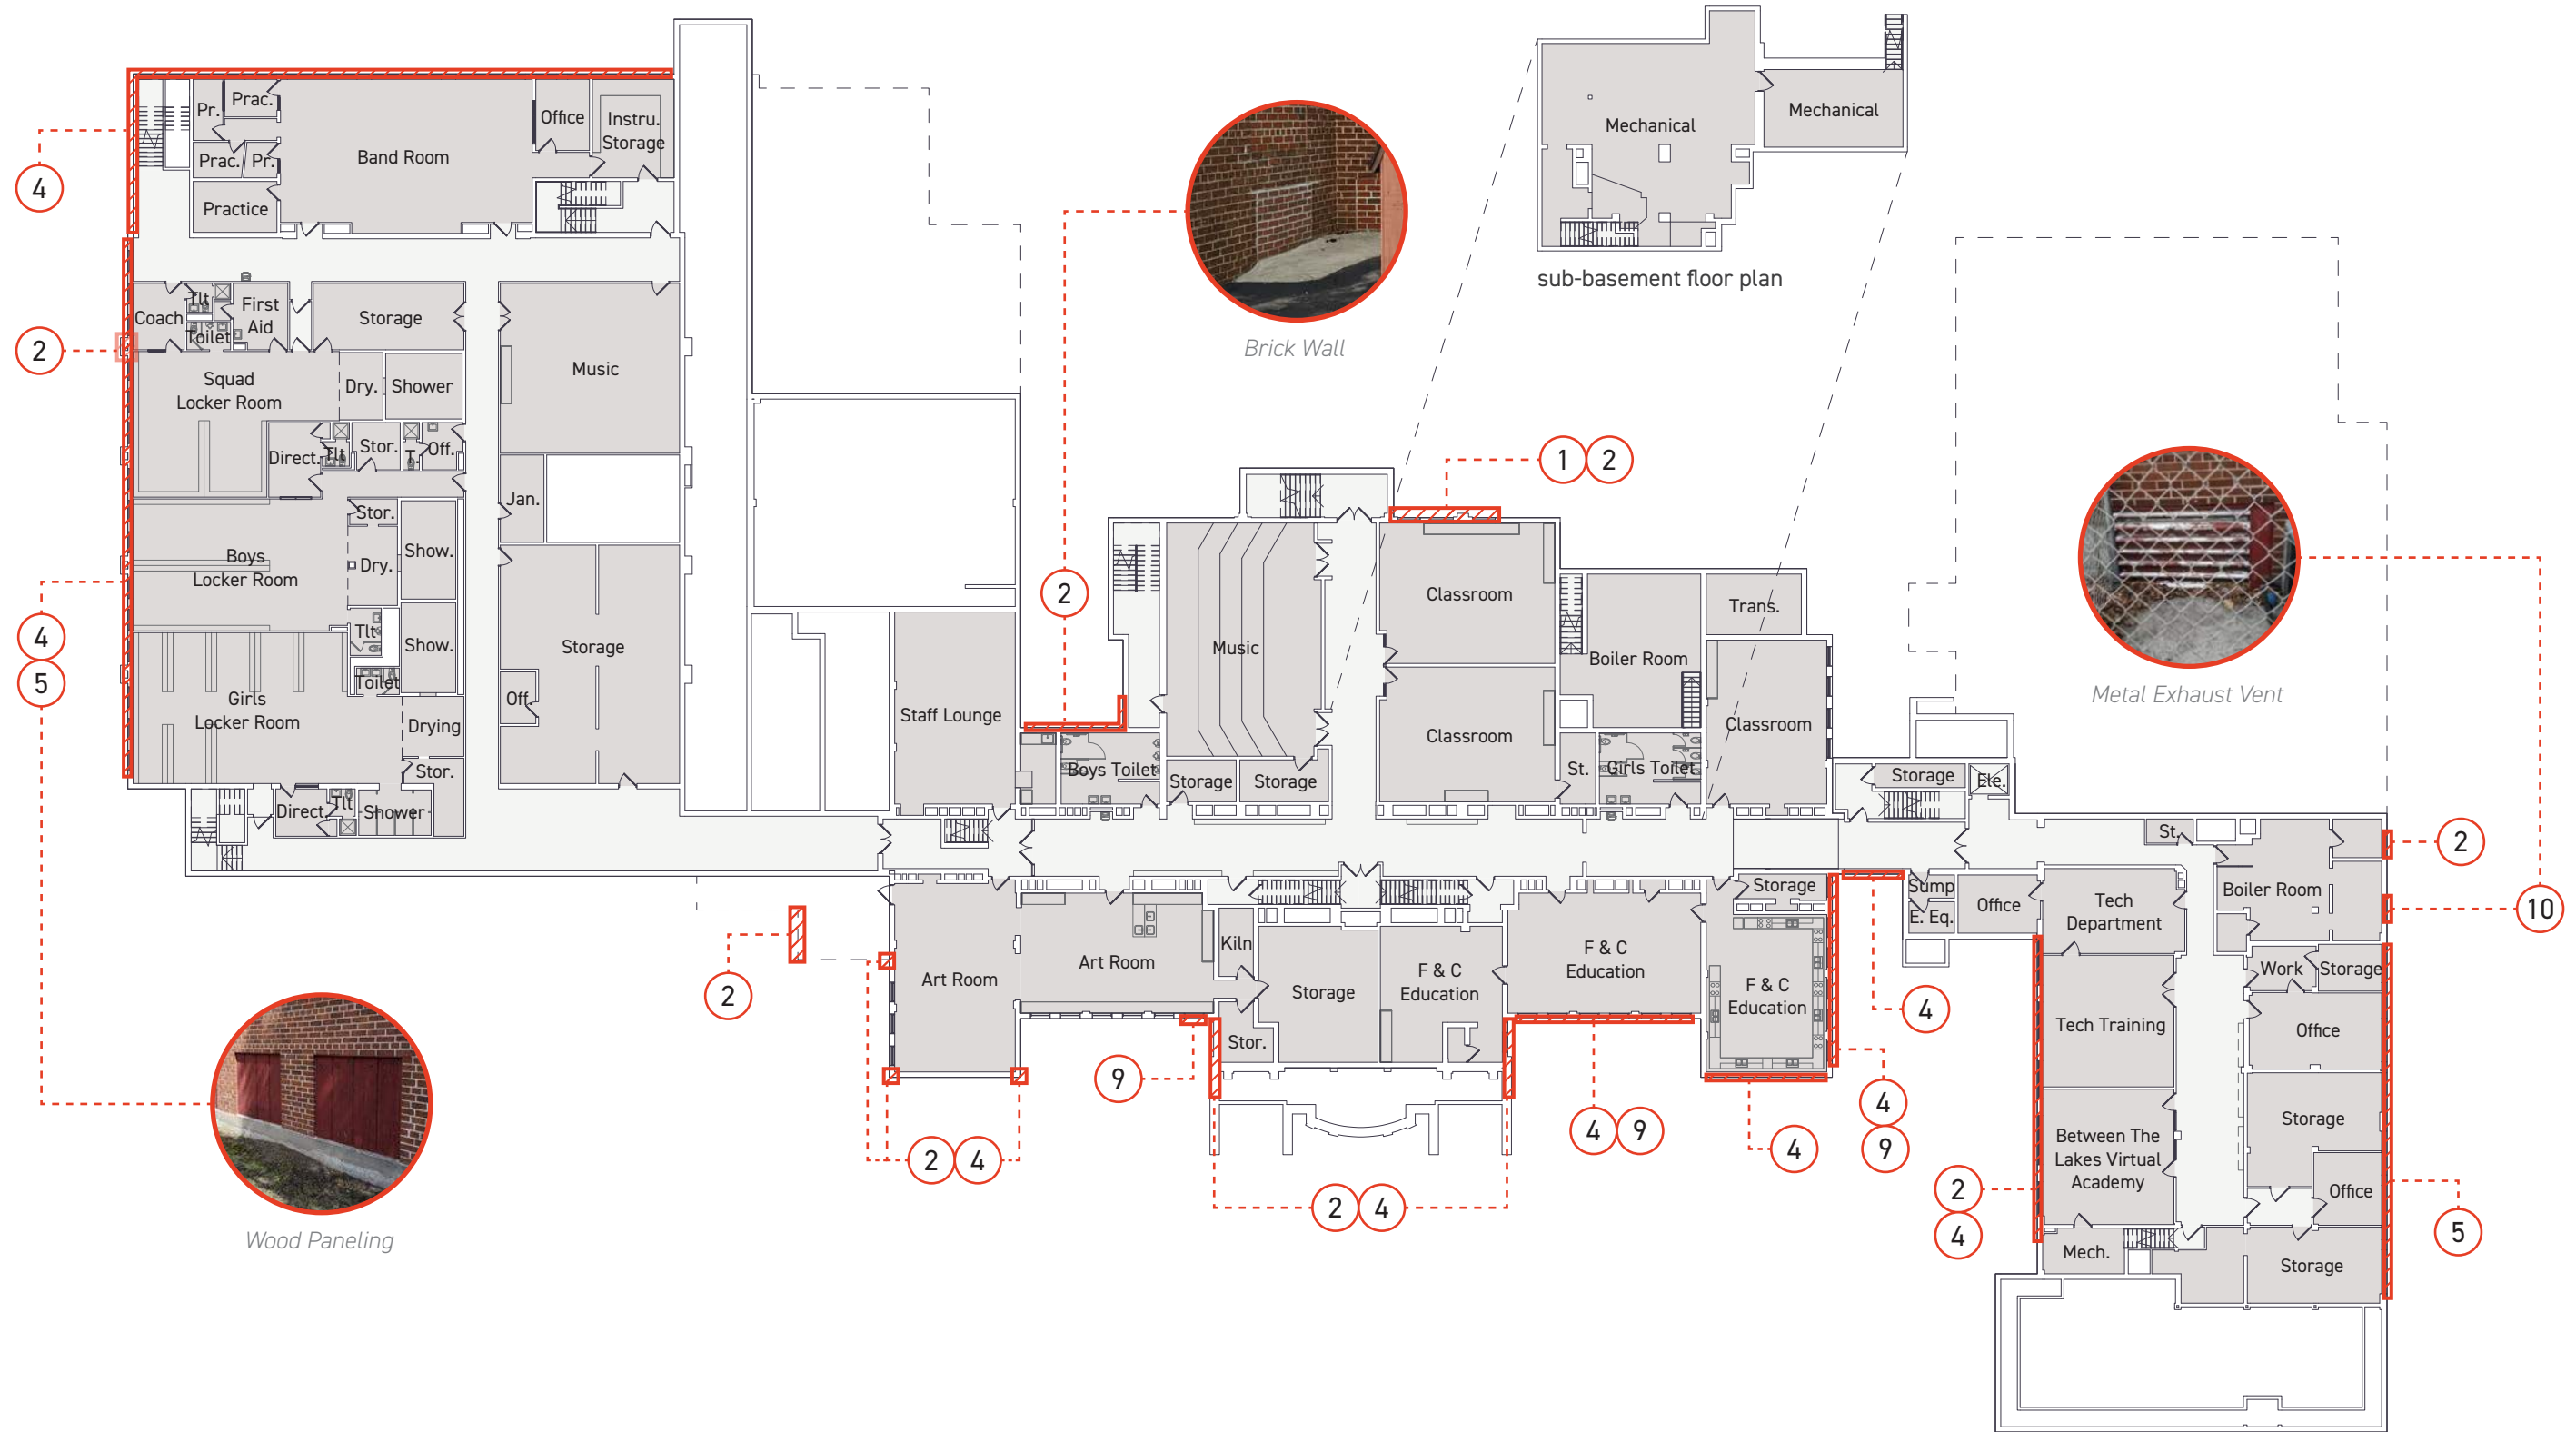 Pr.
Prac.
Prac.
Pr.
Practice
Band Room
Office
Instru.
Storage
4
Mechanical
Mechanical
sub-basement floor plan
Brick Wall
2
Coach
Tlt
Toilet
First
Aid
Storage
Music
Squad
Locker Room
Dry.
Shower
Direct.
Tlt
Stor.
T.
Off.
Jan.
1
2
Stor.
Boys
Locker Room
Dry.
Show.
4
5
Tlt
Show.
Toilet
Girls
Locker Room
Drying
Stor.
Direct.
Tlt
Shower
Storage
Off.
Staff Lounge
2
Boys Toilet
Music
Storage
Storage
Classroom
Classroom
St.
Boiler Room
Girls Toilet
Trans.
Classroom
Metal Exhaust Vent
Storage
Ele.
St.
Boiler Room
2
10
Sump
E. Eq.
Office
Tech
Department
Work
Storage
Tech Training
Office
Storage
Between The
Lakes Virtual
Academy
Office
Mech.
Storage
2
4
5
2
Art Room
Art Room
Kiln
Stor.
Storage
F & C
Education
F & C
Education
Storage
F & C
Education
4
9
2
4
2
4
4
9
4
4
9
Wood Paneling